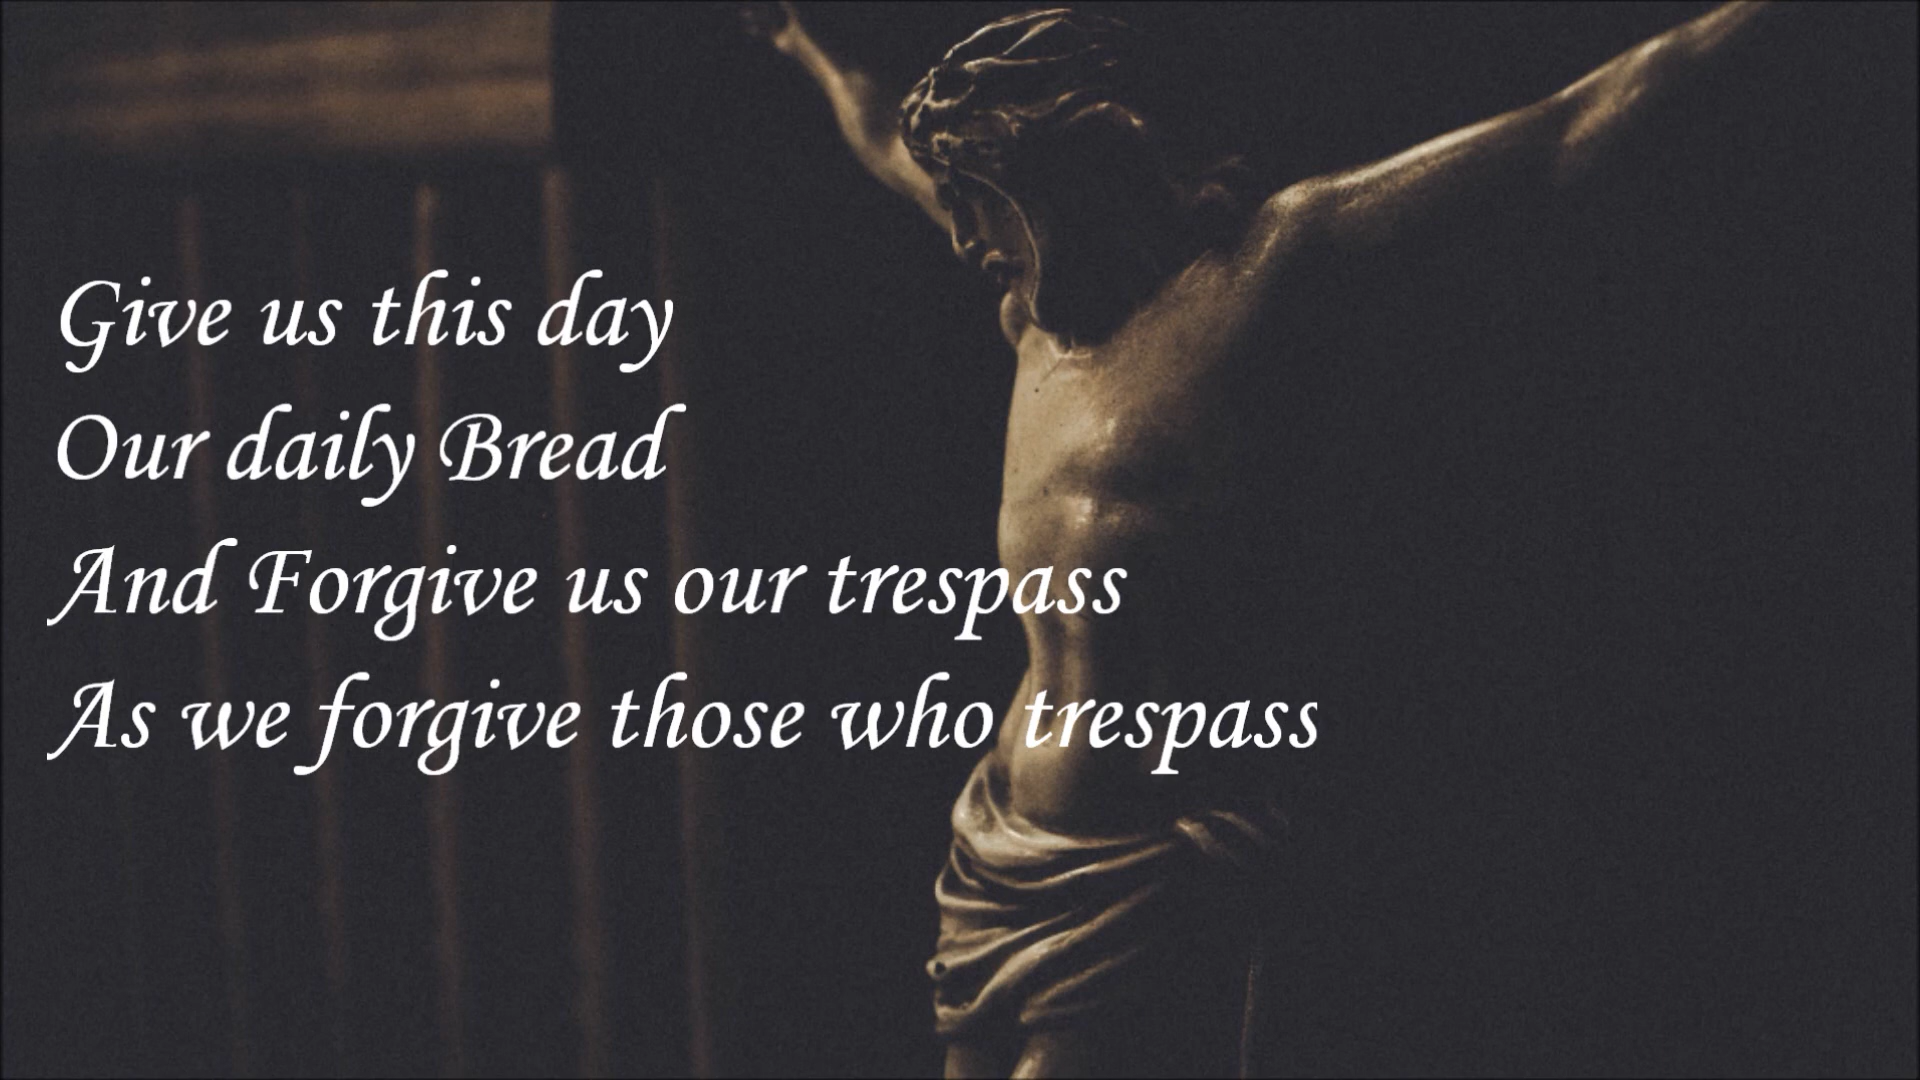 Give us this day
Our daily Bread
And Forgive us our trespass
As we forgive those who trespass